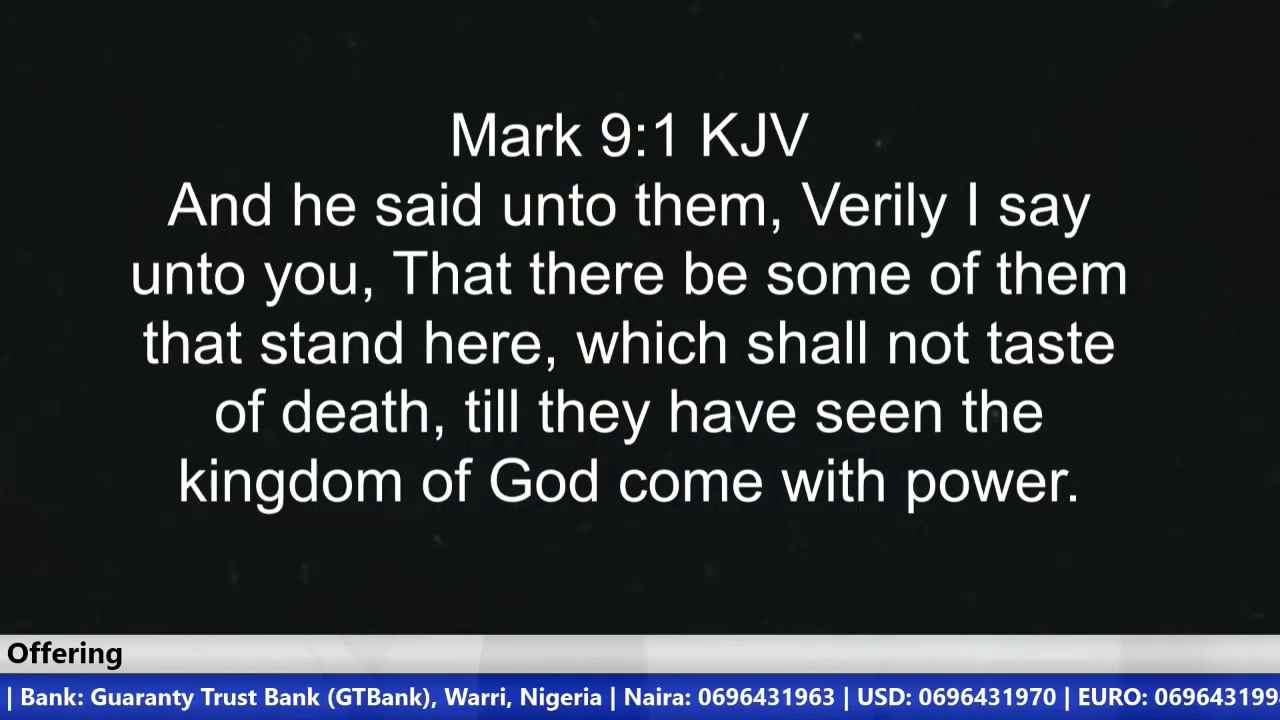 Mark 9:1 KJV
And he said unto them, Verily I say
unto you, That there be some of them
that stand here, which shall not taste
of death, till they have seen the
kingdom of God come with power.
Offering
| Bank: Guaranty Trust Bank (GTBank), Warri, Nigeria | Naira: 0696431963 | USD: 0696431970 | EURO: 069643199